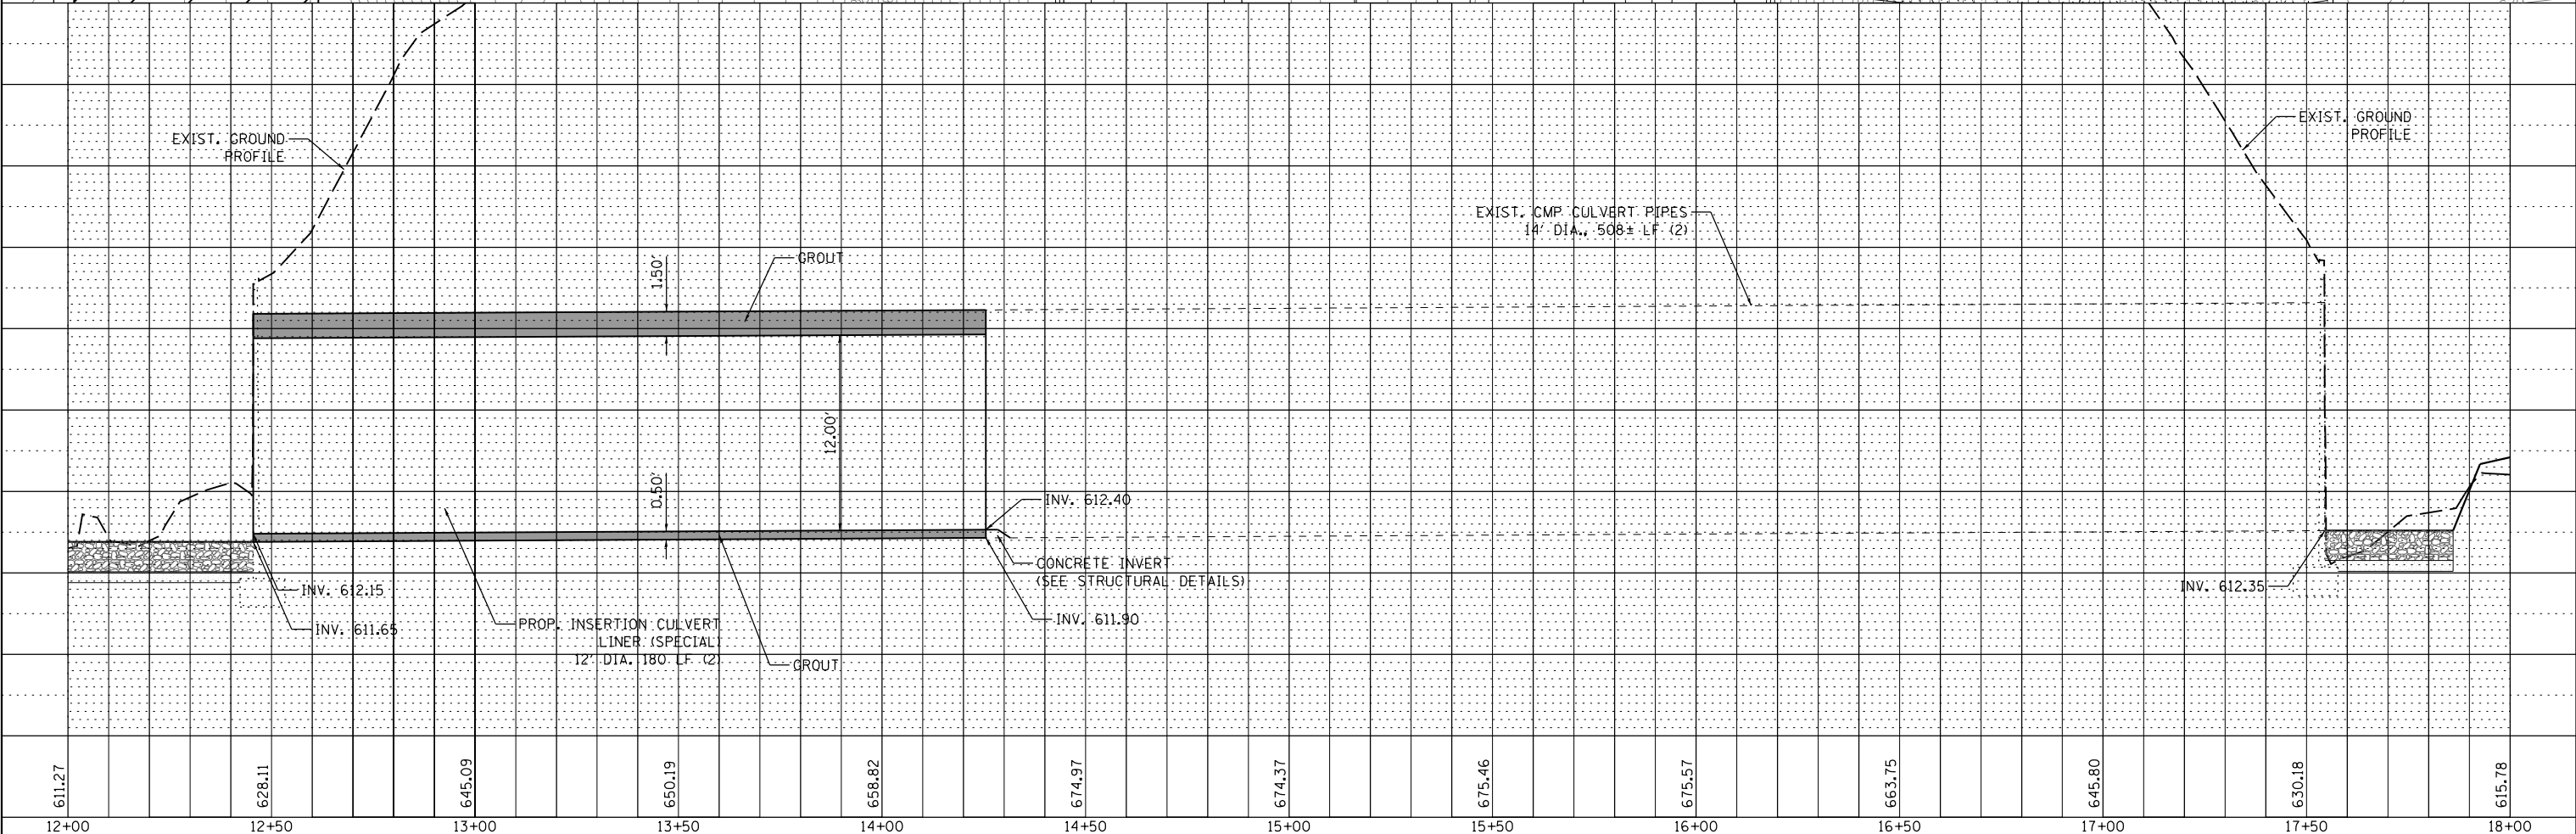 EXIST. GROUND
PROFILE
EXIST. GROUND
PROFILE
EXIST. CMP CULVERT PIPES
14' DIA., 508± LF (2)
GROUT
1.50'
12.00'
0.50'
INV. 612.40
CONCRETE INVERT
(SEE STRUCTURAL DETAILS)
INV. 611.90
INV. 612.15
INV. 611.65
PROP. INSERTION CULVERT
LINER (SPECIAL)
12' DIA. 180 LF (2)
GROUT
INV. 612.35
611.27
628.11
645.09
650.19
658.82
674.97
674.37
675.46
675.57
663.75
645.80
630.18
615.78
12+00
12+50
13+00
13+50
14+00
14+50
15+00
15+50
16+00
16+50
17+00
17+50
18+00